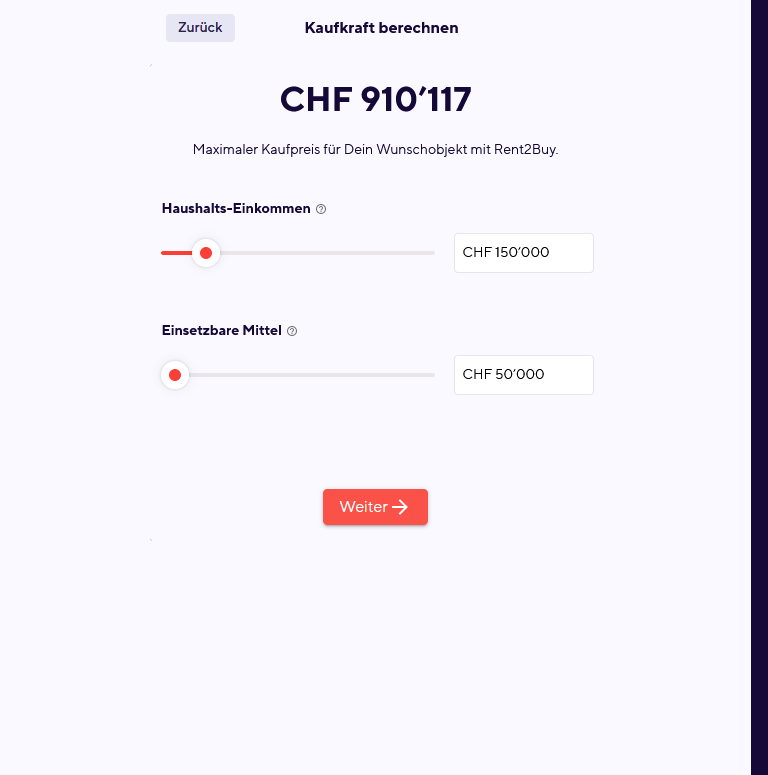 Zurück
Kaufkraft berechnen
CHF 910’117
Maximaler Kaufpreis für Dein Wunschobjekt mit Rent2Buy.
Haushalts-Einkommen
CHF 150’000
Einsetzbare Mittel
CHF 50’000
Weiter